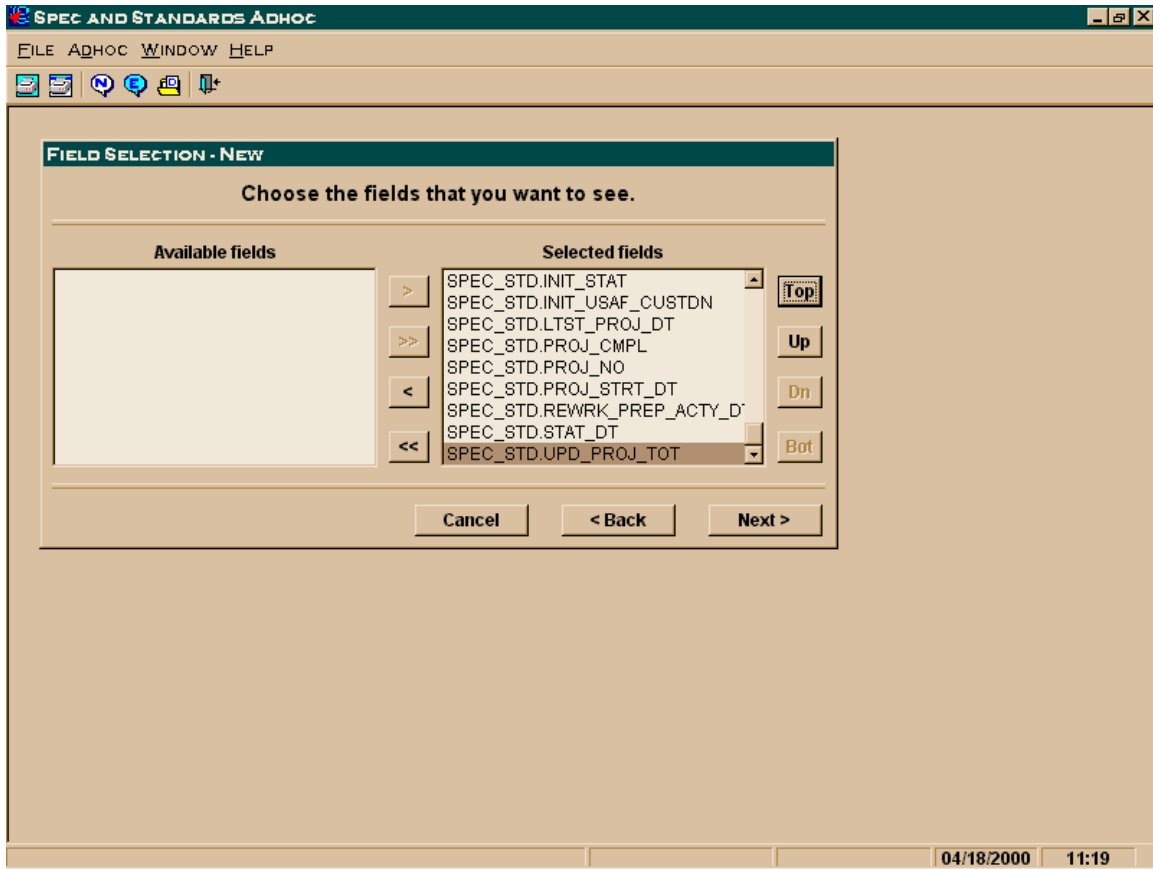 SPEC AND STANDARDS ADHOC
FILE ADHOC WINDOW HELP
N E
FIELD SELECTION - NEW
Choose the fields that you want to see.
Available fields
Selected fields
SPEC_STD.INIT_STAT
SPEC_STD.INIT_USAF_CUSTDN
SPEC_STD.LTST_PROJ_DT
SPEC_STD.PROJ_CMPL
SPEC_STD.PROJ_NO
SPEC_STD.PROJ_STRT_DT
SPEC_STD.REWRK_PREP_ACTY_D
SPEC_STD.STAT_DT
SPEC_STD.UPD_PROJ_TOT
>
>>
<
<<
Top
Up
Dn
Bot
Cancel
< Back
Next >
04/18/2000 11:19